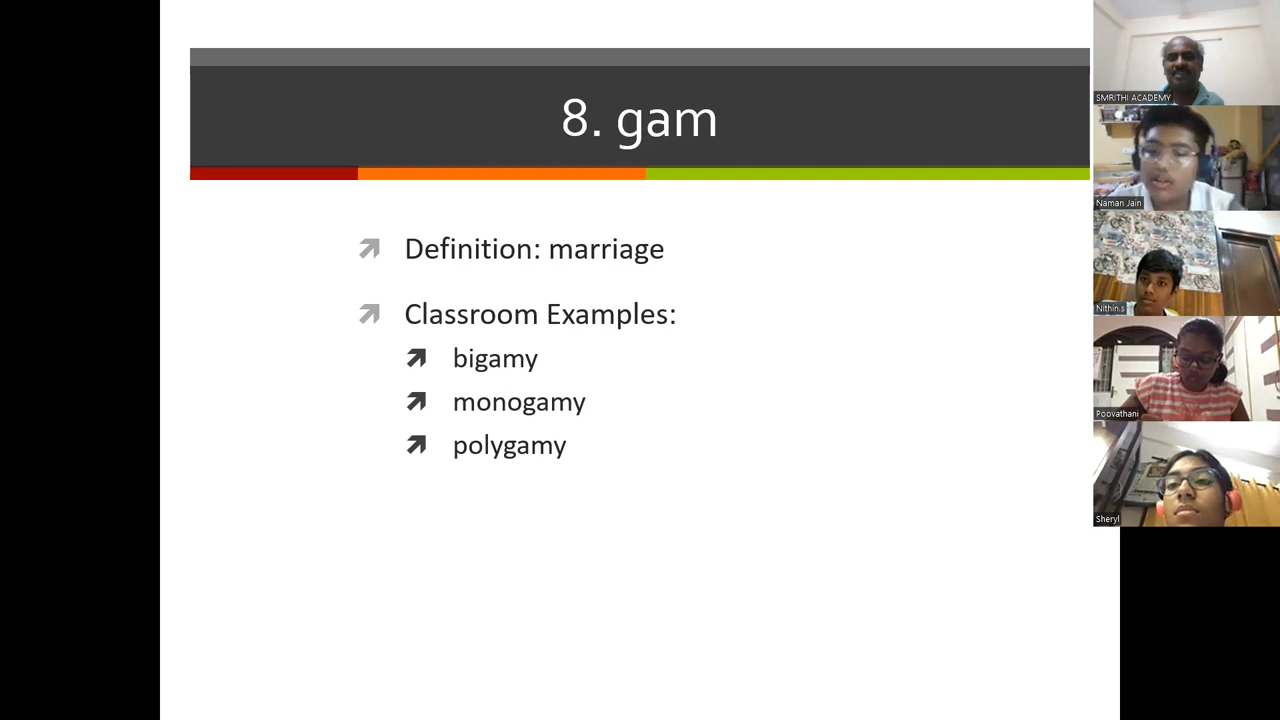 8. gam
Definition: marriage
Classroom Examples:
bigamy
monogamy
polygamy
SMRITHI ACADEMY
Naman Jain
Nithin.s
Poovathani
Sheryl